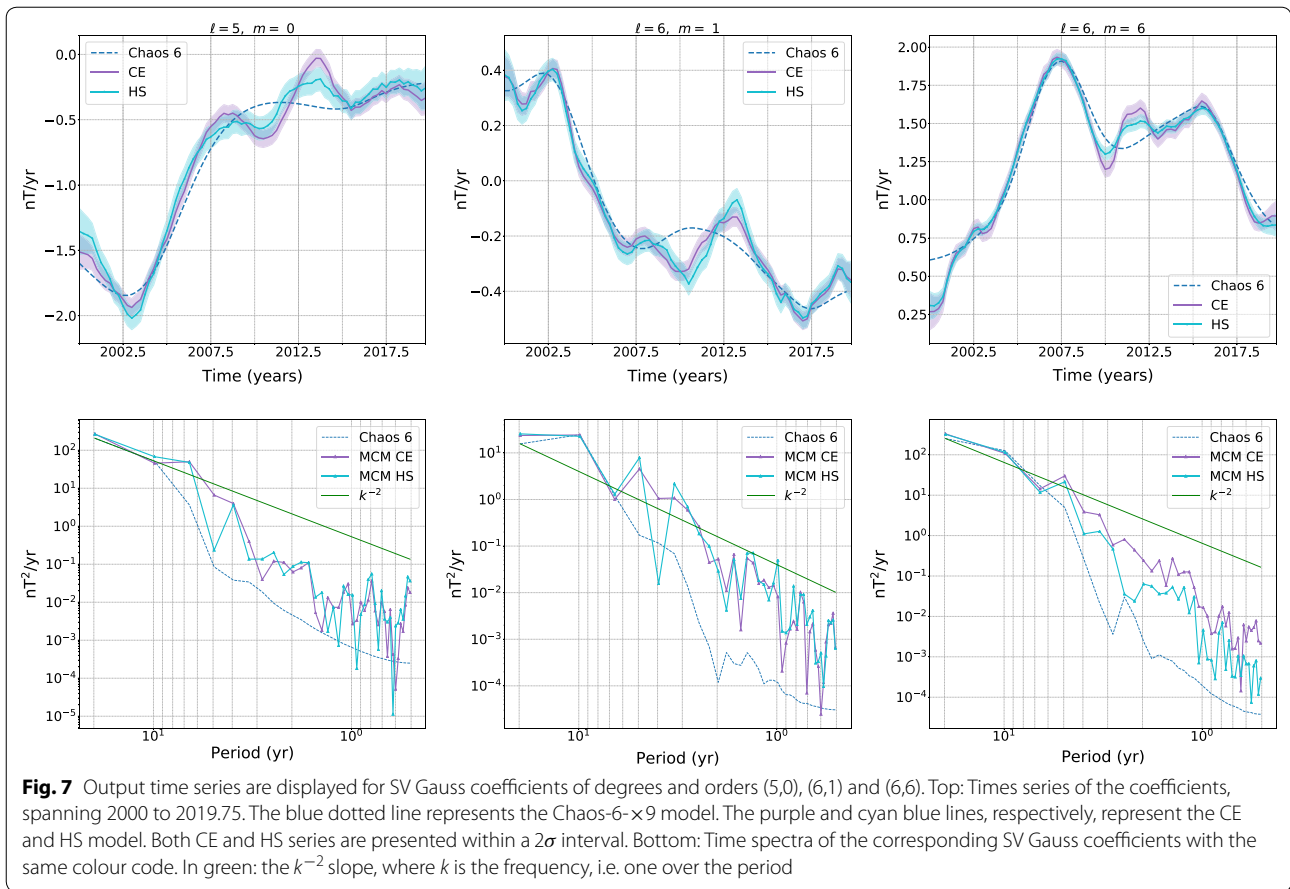 ℓ = 5, m = 0
0.0
−0.5
−1.0
−1.5
−2.0
nT/yr
Chaos 6
CE
HS
2002.5 2007.5 2012.5 2017.5
Time (years)
ℓ = 6, m = 1
0.4
0.2
0.0
−0.2
−0.4
nT/yr
Chaos 6
CE
HS
2002.5 2007.5 2012.5 2017.5
Time (years)
ℓ = 6, m = 6
2.00
1.75
1.50
1.25
1.00
0.75
0.50
0.25
nT/yr
Chaos 6
CE
HS
2002.5 2007.5 2012.5 2017.5
Time (years)
10²
10¹
10⁰
10⁻¹
10⁻²
10⁻³
10⁻⁴
10⁻⁵
nT²/yr
Chaos 6
MCM CE
MCM HS
k⁻²
10¹ 10⁰
Period (yr)
10¹
10⁰
10⁻¹
10⁻²
10⁻³
10⁻⁴
nT²/yr
Chaos 6
MCM CE
MCM HS
k⁻²
10¹ 10⁰
Period (yr)
10²
10¹
10⁰
10⁻¹
10⁻²
10⁻³
10⁻⁴
nT²/yr
Chaos 6
MCM CE
MCM HS
k⁻²
10¹ 10⁰
Period (yr)
Fig. 7 Output time series are displayed for SV Gauss coefficients of degrees and orders (5,0), (6,1) and (6,6). Top: Times series of the coefficients,
spanning 2000 to 2019.75. The blue dotted line represents the Chaos-6-×9 model. The purple and cyan blue lines, respectively, represent the CE
and HS model. Both CE and HS series are presented within a 2σ interval. Bottom: Time spectra of the corresponding SV Gauss coefficients with the
same colour code. In green: the k⁻² slope, where k is the frequency, i.e. one over the period